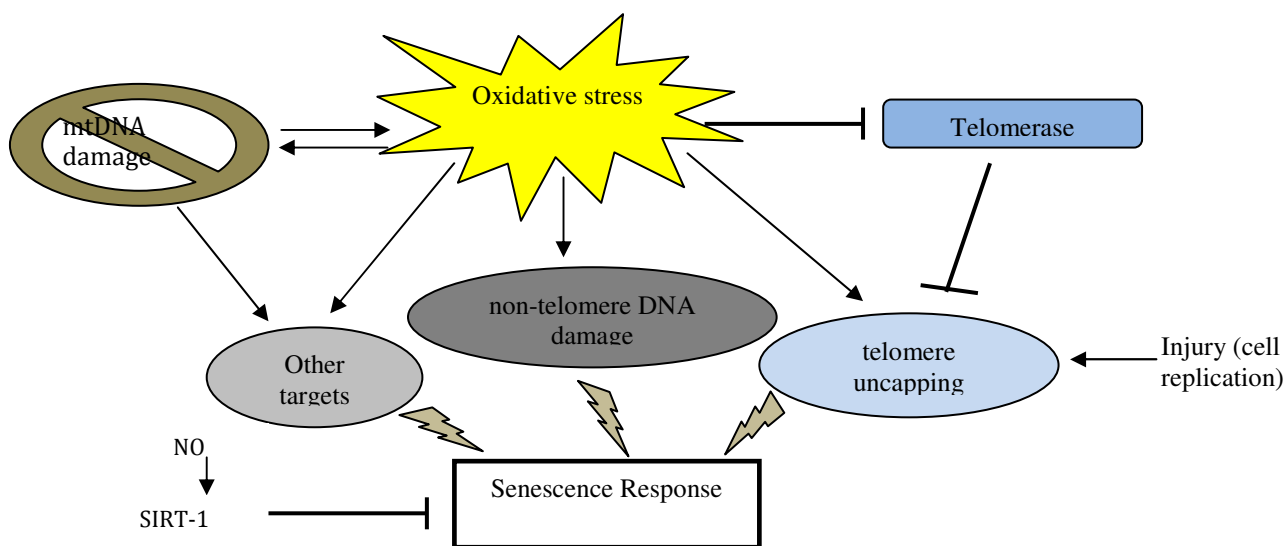 Oxidative stress
Telomerase
mtDNA
damage
non-telomere DNA
damage
telomere
uncapping
Injury (cell
replication)
Other
targets
NO
SIRT-1
Senescence Response